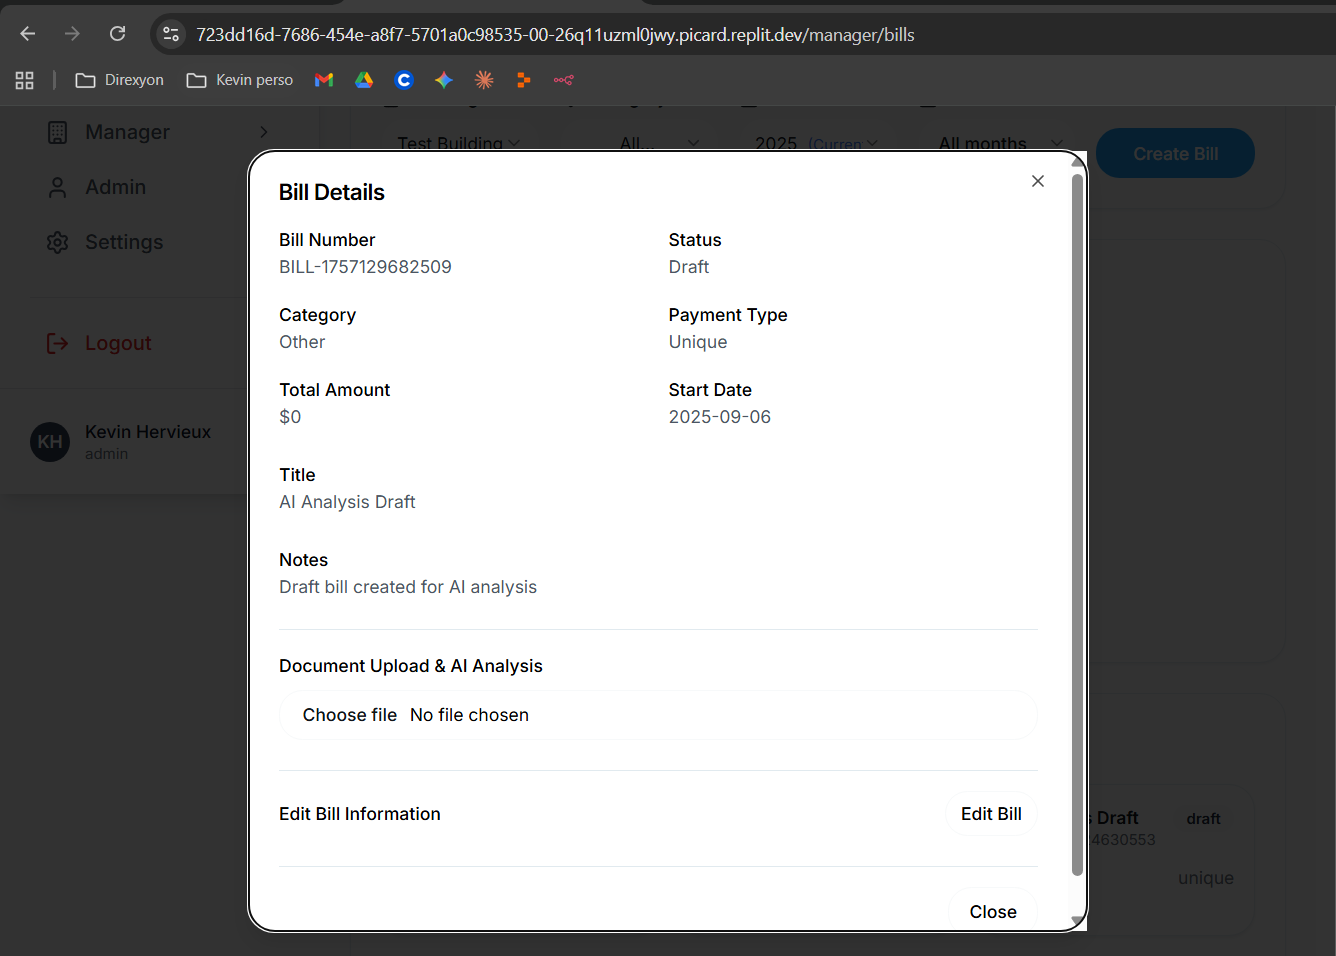 723dd16d-7686-454e-a8f7-5701a0c98535-00-26q11uzml0jwy.picard.replit.dev/manager/bills
Direxyon
Kevin perso
Manager
Admin
Settings
Logout
KH
Kevin Hervieux
admin
Test Building
All...
2025 (Curren
All months
Create Bill
Bill Details
Bill Number
BILL-1757129682509
Status
Draft
Category
Other
Payment Type
Unique
Total Amount
$0
Start Date
2025-09-06
Title
AI Analysis Draft
Notes
Draft bill created for AI analysis
Document Upload & AI Analysis
Choose file No file chosen
Edit Bill Information
Edit Bill
Close
s Draft
draft
4630553
unique